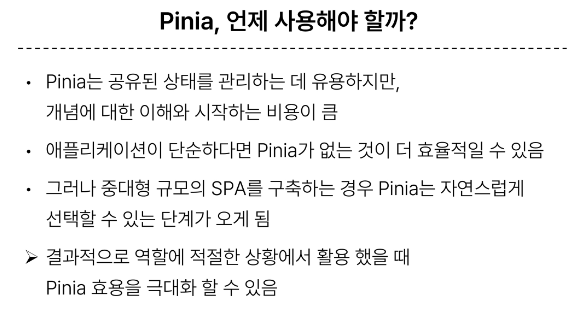 Pinia, 언제 사용해야 할까?
• Pinia는 공유된 상태를 관리하는 데 유용하지만,
개념에 대한 이해와 시작하는 비용이 큼
• 애플리케이션이 단순하다면 Pinia가 없는 것이 더 효율적일 수 있음
• 그러나 중대형 규모의 SPA를 구축하는 경우 Pinia는 자연스럽게
선택할 수 있는 단계가 오게 됨
➢ 결과적으로 역할에 적절한 상황에서 활용 했을 때
Pinia 효용을 극대화 할 수 있음